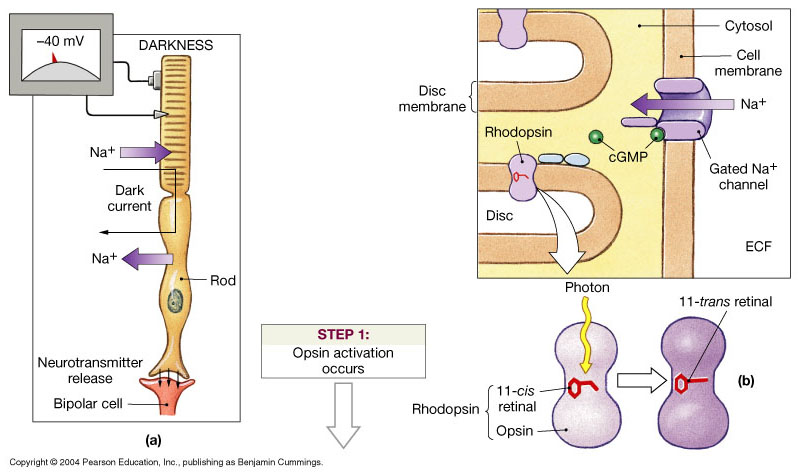 –40 mV
DARKNESS
Na+
Dark
current
Na+
Rod
Neurotransmitter
release
Bipolar cell
(a)
STEP 1:
Opsin activation
occurs
Cytosol
Cell
membrane
Disc
membrane
Na+
Rhodopsin
cGMP
Gated Na+
channel
Disc
ECF
Photon
11-trans retinal
(b)
11-cis
retinal
Rhodopsin
Opsin
Copyright © 2004 Pearson Education, Inc., publishing as Benjamin Cummings.